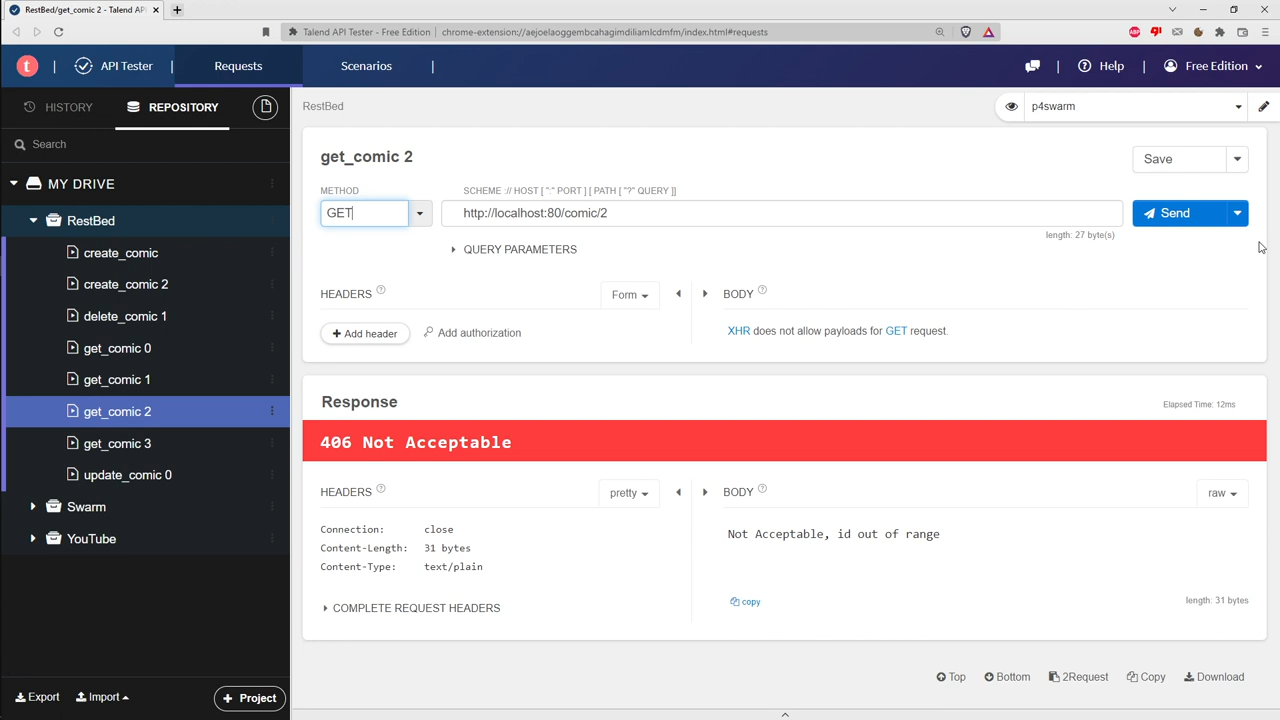 RestBed/get_comic 2 - Talend API
Talend API Tester - Free Edition
chrome-extension://aejoelaoggembcahagimdiliamlcdmfm/index.html#requests
t
API Tester
Requests
Scenarios
Help
Free Edition
HISTORY
REPOSITORY
Search
MY DRIVE
RestBed
create_comic
create_comic 2
delete_comic 1
get_comic 0
get_comic 1
get_comic 2
get_comic 3
update_comic 0
Swarm
YouTube
Export
Import
+ Project
RestBed
p4swarm
get_comic 2
Save
METHOD
SCHEME :// HOST [ ":" PORT ] [ PATH [ "?" QUERY ]]
GET
http://localhost:80/comic/2
Send
length: 27 byte(s)
QUERY PARAMETERS
HEADERS ?
Form
BODY ?
+ Add header
Add authorization
XHR does not allow payloads for GET request.
Response
Elapsed Time: 12ms
406 Not Acceptable
HEADERS ?
pretty
BODY ?
raw
Connection: close
Content-Length: 31 bytes
Content-Type: text/plain
Not Acceptable, id out of range
COMPLETE REQUEST HEADERS
copy
length: 31 bytes
Top
Bottom
2Request
Copy
Download